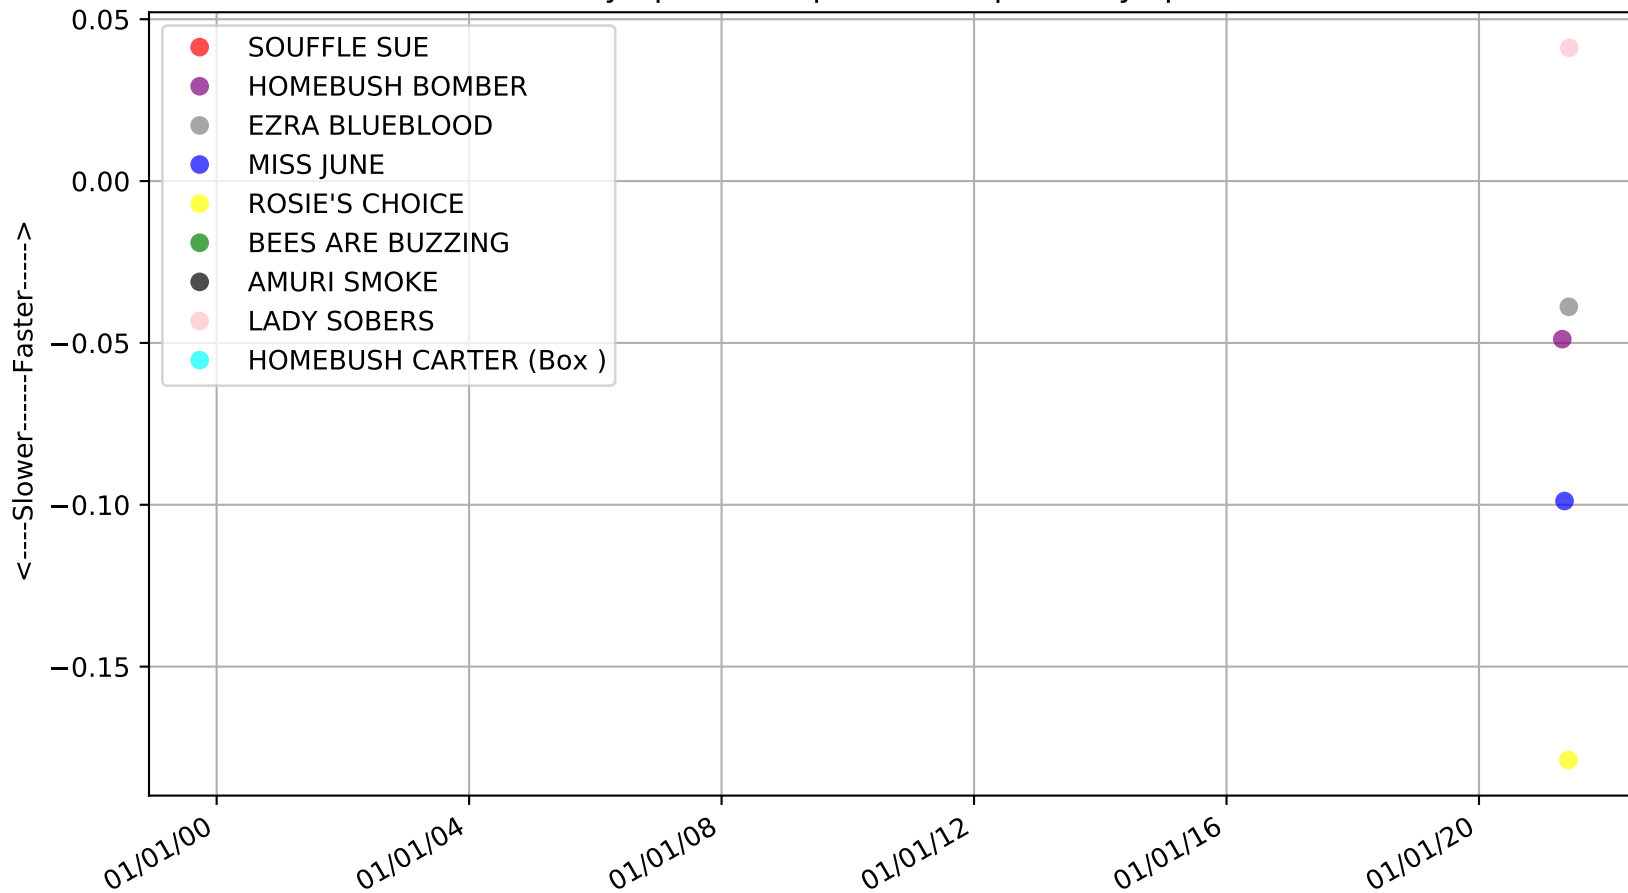 0.05
0.00
−0.05
−0.10
−0.15
<----Slower------Faster----->
SOUFFLE SUE
HOMEBUSH BOMBER
EZRA BLUEBLOOD
MISS JUNE
ROSIE'S CHOICE
BEES ARE BUZZING
AMURI SMOKE
LADY SOBERS
HOMEBUSH CARTER (Box )
01/01/00
01/01/04
01/01/08
01/01/12
01/01/16
01/01/20